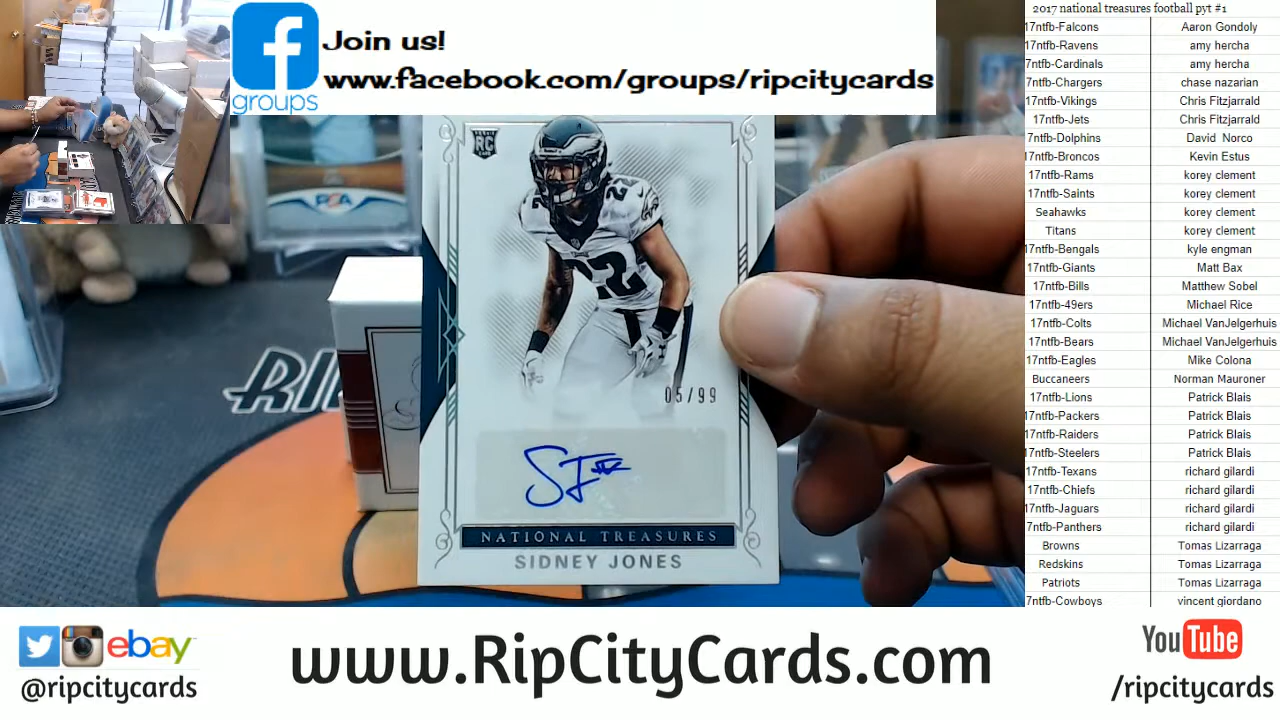 Join us!
www.facebook.com/groups/ripcitycards
groups
2017 national treasures football pyt #1
17ntfb-Falcons Aaron Gondoly
17ntfb-Ravens amy hercha
7ntfb-Cardinals amy hercha
7ntfb-Chargers chase nazarian
17ntfb-Vikings Chris Fitzjarrald
17ntfb-Jets Chris Fitzjarrald
7ntfb-Dolphins David Norco
17ntfb-Broncos Kevin Estus
17ntfb-Rams korey clement
17ntfb-Saints korey clement
Seahawks korey clement
Titans korey clement
17ntfb-Bengals kyle engman
17ntfb-Giants Matt Bax
17ntfb-Bills Matthew Sobel
17ntfb-49ers Michael Rice
17ntfb-Colts Michael VanJelgerhuis
17ntfb-Bears Michael VanJelgerhuis
17ntfb-Eagles Mike Colona
Buccaneers Norman Mauroner
17ntfb-Lions Patrick Blais
17ntfb-Packers Patrick Blais
17ntfb-Raiders Patrick Blais
17ntfb-Steelers Patrick Blais
17ntfb-Texans richard gilardi
17ntfb-Chiefs richard gilardi
17ntfb-Jaguars richard gilardi
7ntfb-Panthers richard gilardi
Browns Tomas Lizarraga
Redskins Tomas Lizarraga
Patriots Tomas Lizarraga
7ntfb-Cowboys vincent giordano
RC
PSA
22
RI
05/99
NATIONAL TREASURES
SIDNEY JONES
ebay
@ripcitycards
www.RipCityCards.com
YouTube
/ripcitycards